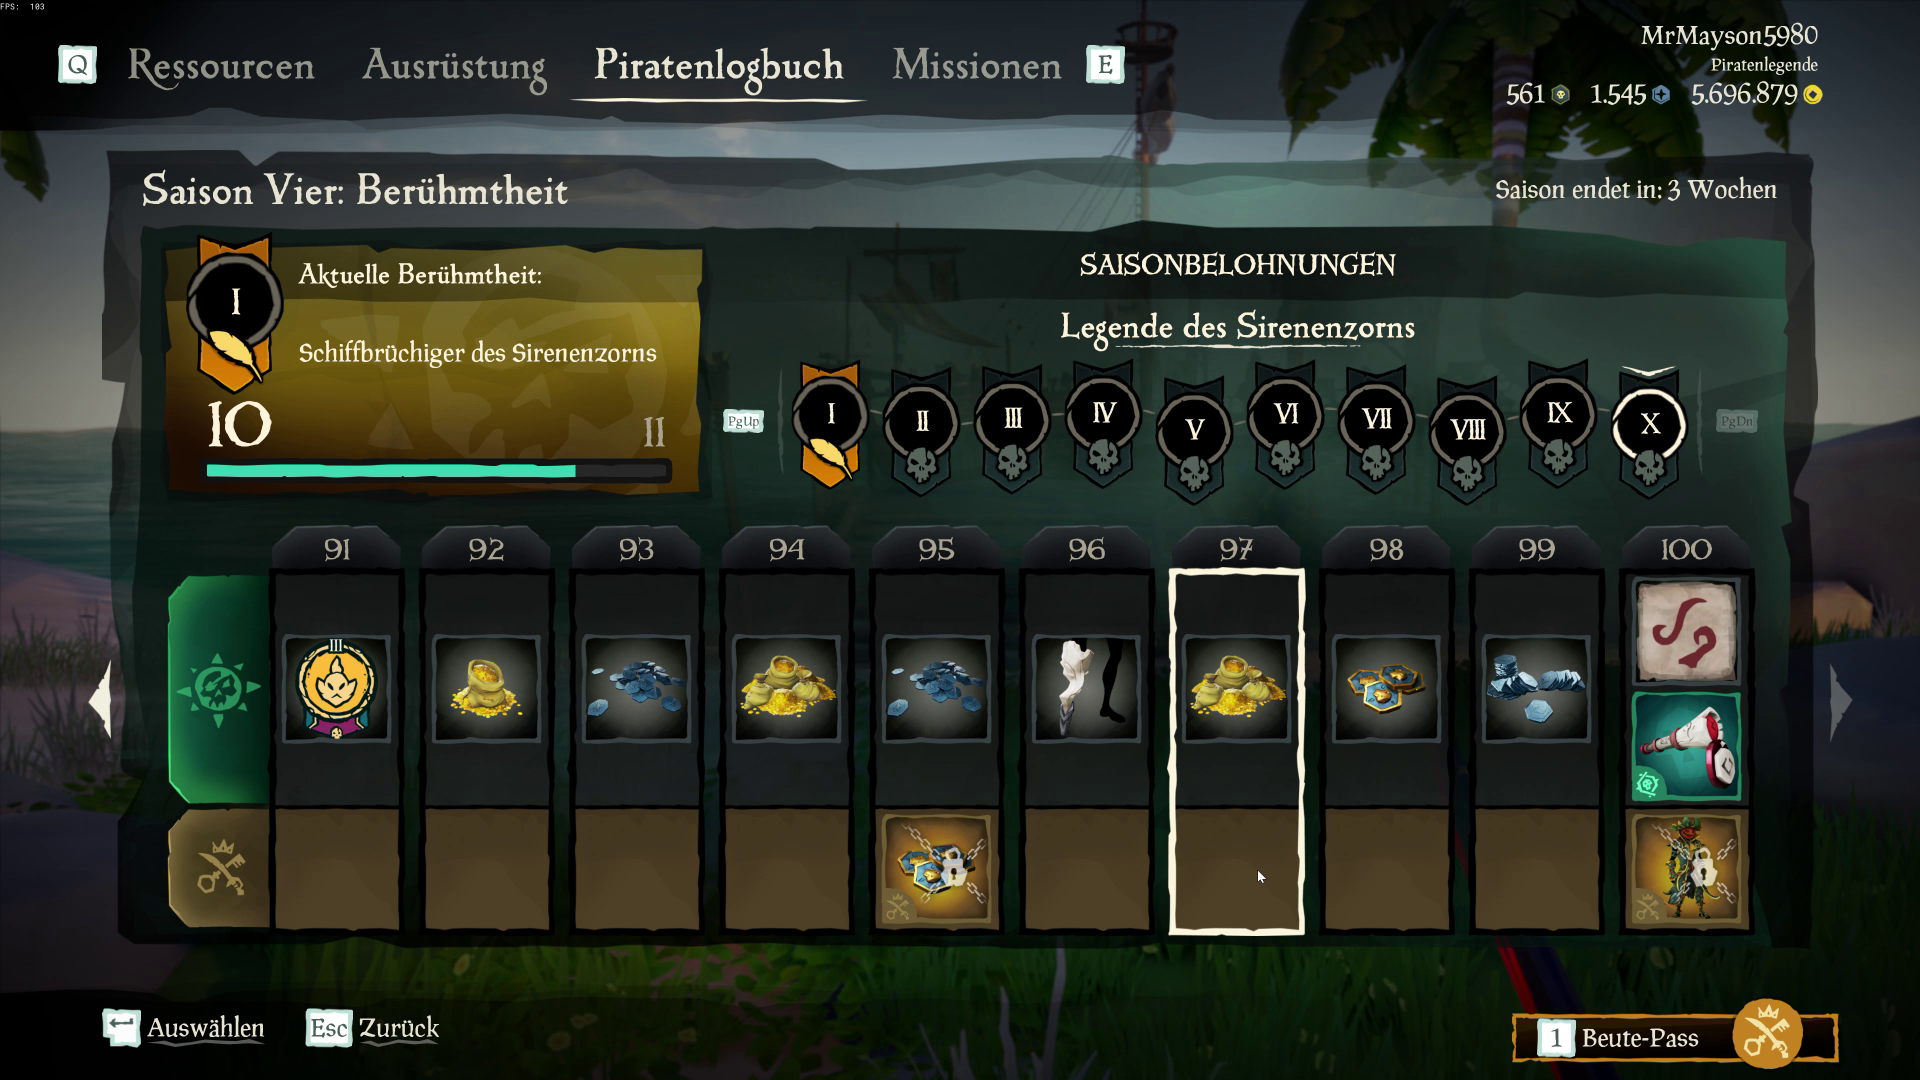 FPS: 103
Q Ressourcen Ausrüstung Piratenlogbuch Missionen E
MrMayson5980
Piratenlegende
561 1.545 5.696.879
Saison Vier: Berühmtheit
Saison endet in: 3 Wochen
I
Aktuelle Berühmtheit:
Schiffbrüchiger des Sirenenzorns
10 11
SAISONBELOHNUNGEN
Legende des Sirenenzorns
PgUp I II III IV V VI VII VIII IX X PgDn
91 92 93 94 95 96 97 98 99 100
III
Auswählen Esc Zurück
1 Beute-Pass